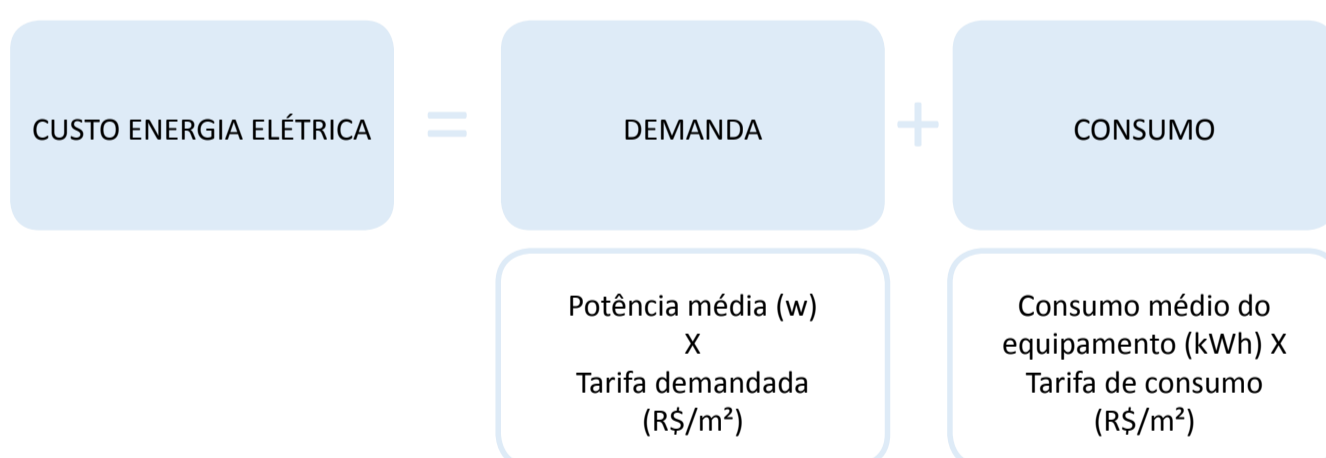 CUSTO ENERGIA ELÉTRICA
=
DEMANDA
+
CONSUMO
Potência média (w)
X
Tarifa demandada
(R$/m²)
Consumo médio do
equipamento (kWh) X
Tarifa de consumo
(R$/m²)